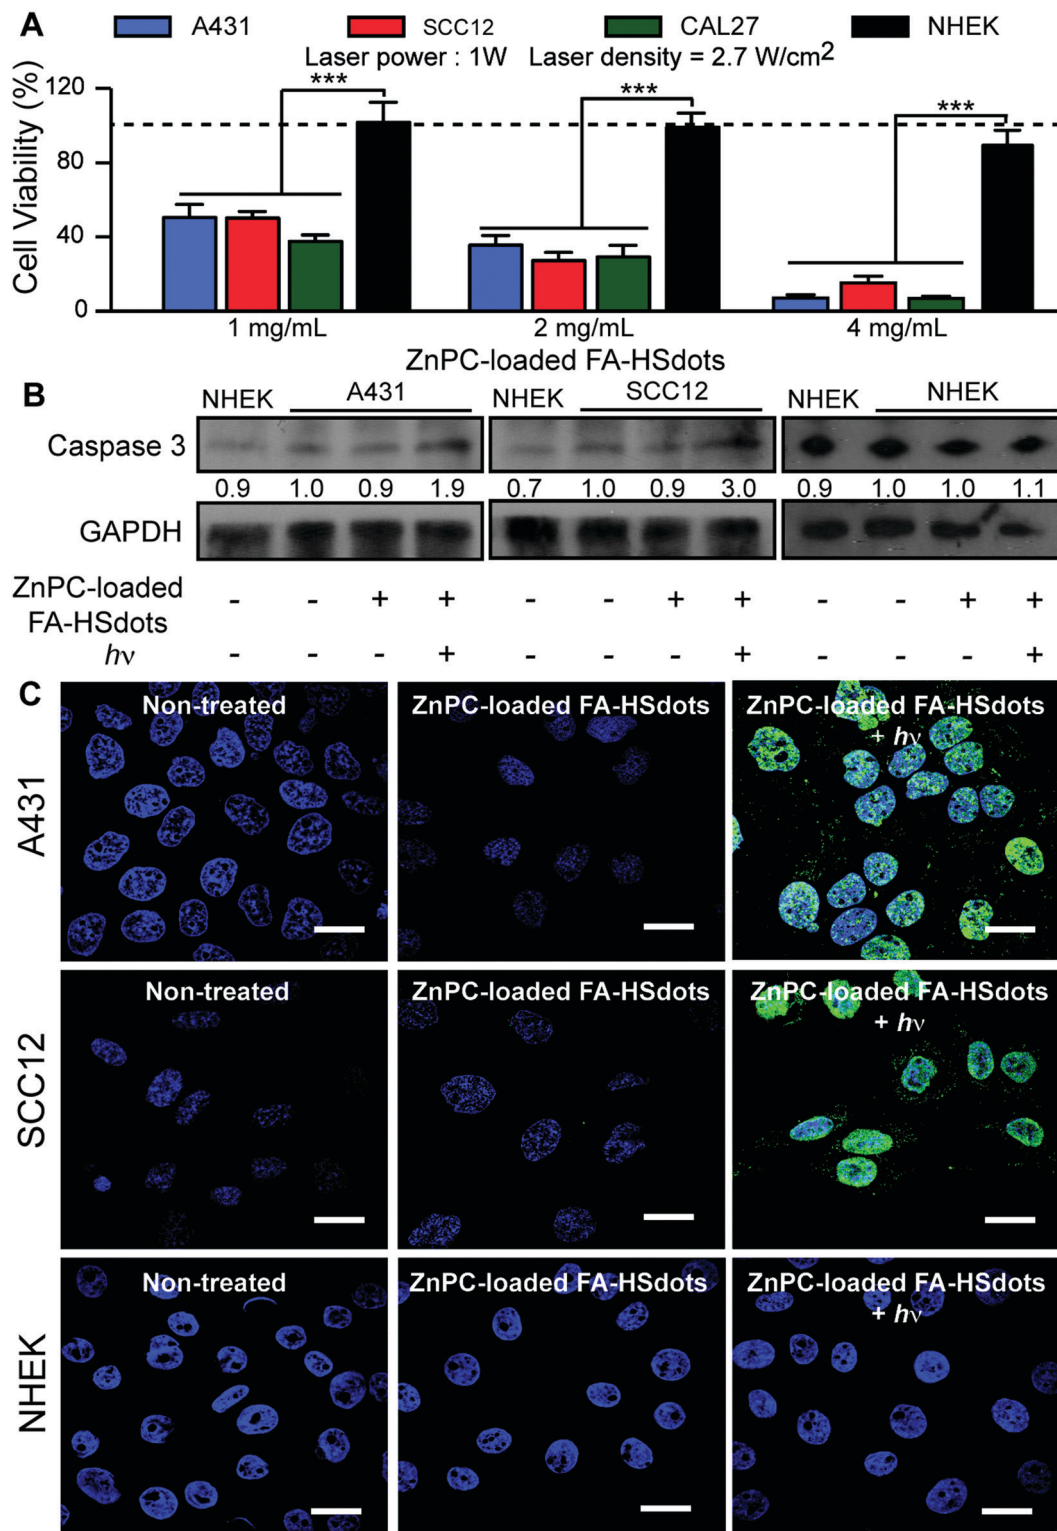 A
A431 SCC12 CAL27 NHEK
Laser power : 1W Laser density = 2.7 W/cm²
Cell Viability (%)
120
80
40
0
*** *** ***
1 mg/mL 2 mg/mL 4 mg/mL
ZnPC-loaded FA-HSdots
B
NHEK A431 NHEK SCC12 NHEK NHEK
Caspase 3
0.9 1.0 0.9 1.9 0.7 1.0 0.9 3.0 0.9 1.0 1.0 1.1
GAPDH
ZnPC-loaded
FA-HSdots
- - + + - - + + - - + +
hν
- - - + - - - + - - - +
C
A431
Non-treated
ZnPC-loaded FA-HSdots
ZnPC-loaded FA-HSdots
+ hν
SCC12
Non-treated
ZnPC-loaded FA-HSdots
ZnPC-loaded FA-HSdots
+ hν
NHEK
Non-treated
ZnPC-loaded FA-HSdots
ZnPC-loaded FA-HSdots
+ hν